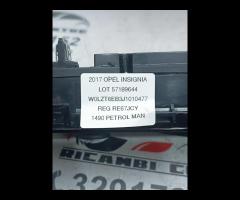 2017 OPEL INSIGNIA
LOT 57189644
W0LZT6EB3J1010477
REG RE67JCY
1490 PETROL MAN
RICAMBI